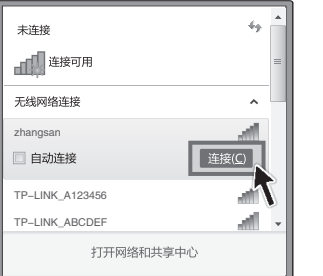 未连接
连接可用
无线网络连接
zhangsan
自动连接 连接(C)
TP-LINK_A123456
TP-LINK_ABCDEF
打开网络和共享中心